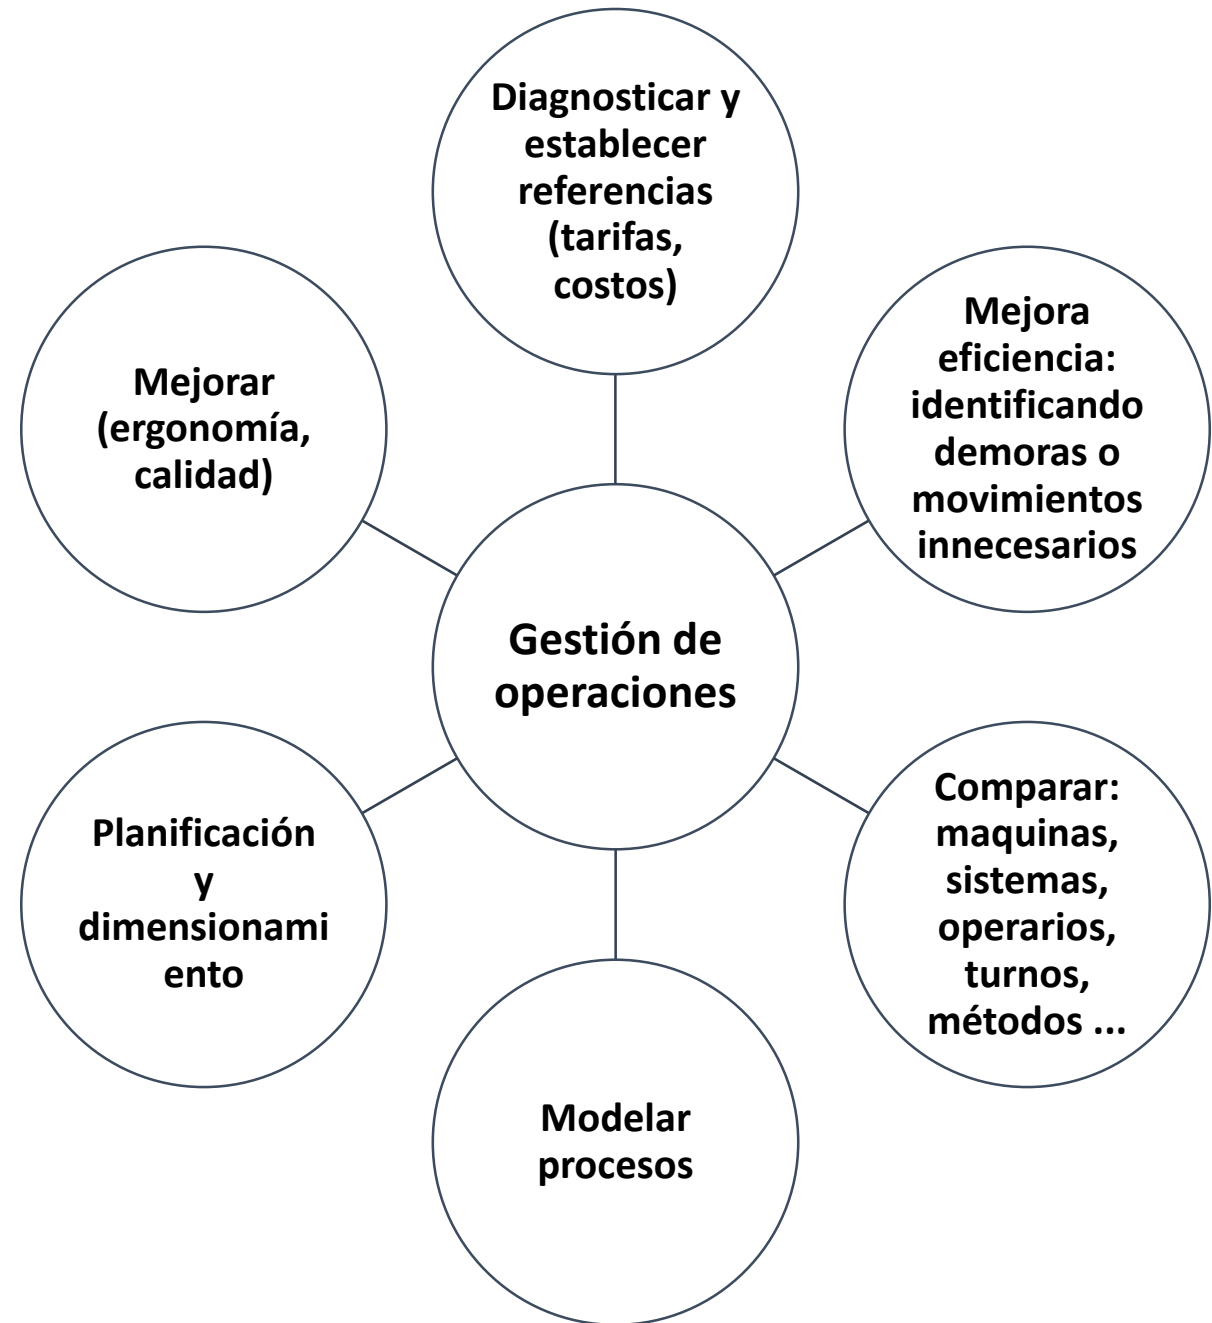 Diagnosticar y
establecer
referencias
(tarifas,
costos)
Mejora
eficiencia:
identificando
demoras o
movimientos
innecesarios
Mejorar
(ergonomía,
calidad)
Gestión de
operaciones
Comparar:
maquinas,
sistemas,
operarios,
turnos,
métodos ...
Planificación
y
dimensionami
ento
Modelar
procesos